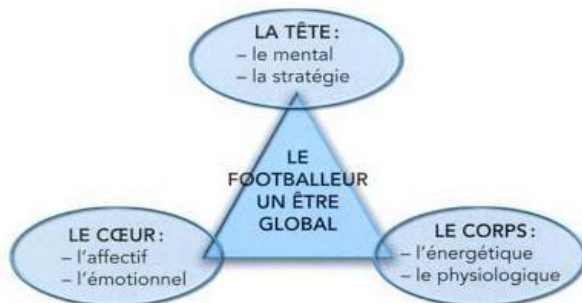 LA TÊTE :
– le mental
– la stratégie
LE
FOOTBALLEUR
UN ÊTRE
GLOBAL
LE CŒUR :
– l'affectif
– l'émotionnel
LE CORPS :
– l'énergétique
– le physiologique